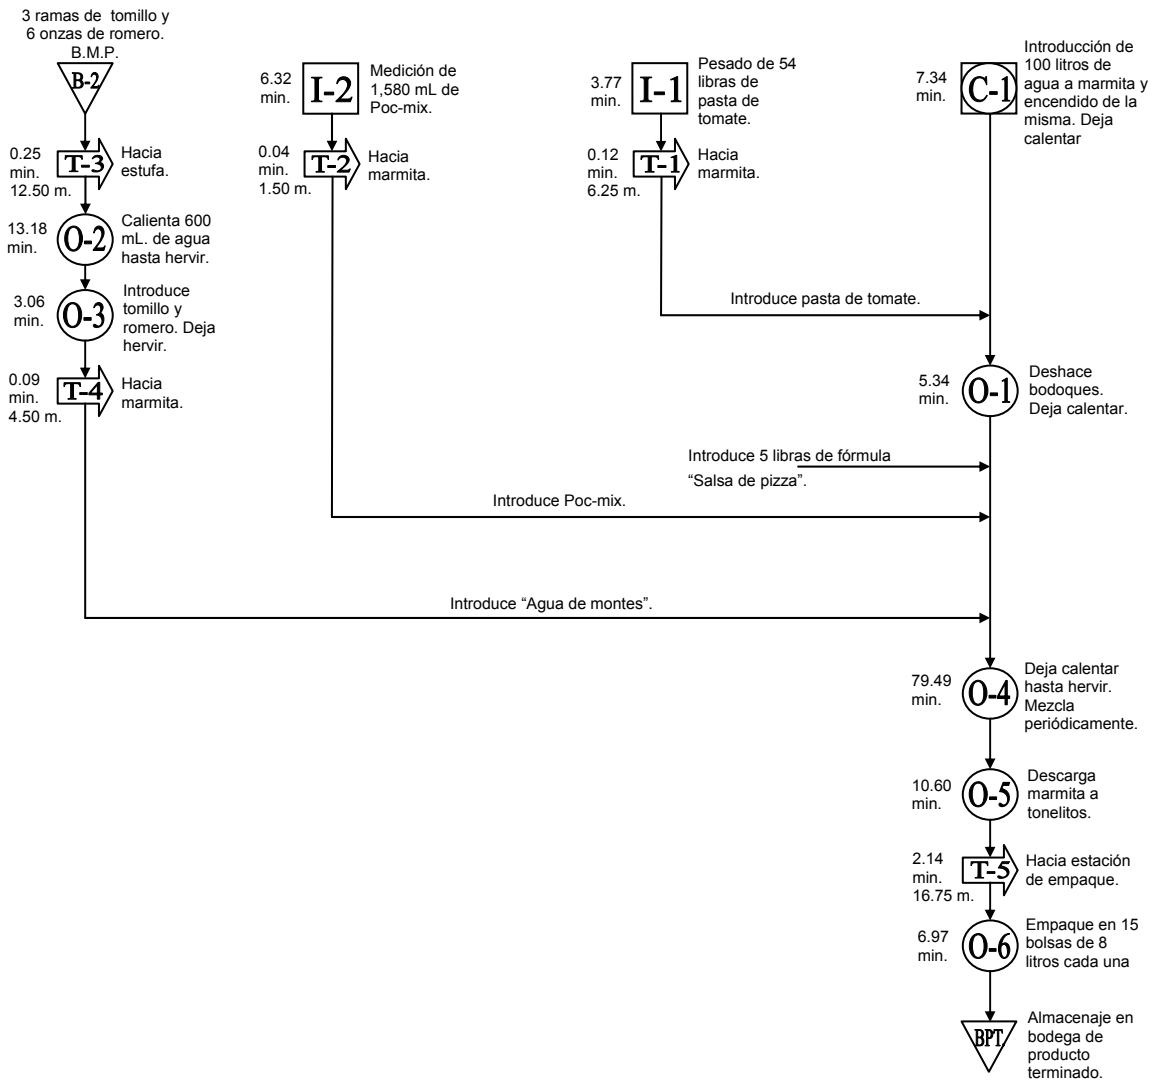 3 ramas de tomillo y
6 onzas de romero.
B.M.P.
B-2
0.25
min.
12.50 m.
T-3
Hacia
estufa.
13.18
min.
O-2
Calienta 600
mL. de agua
hasta hervir.
3.06
min.
O-3
Introduce
tomillo y
romero. Deja
hervir.
0.09
min.
4.50 m.
T-4
Hacia
marmita.
6.32
min.
I-2
Medición de
1,580 mL de
Poc-mix.
0.04
min.
1.50 m.
T-2
Hacia
marmita.
3.77
min.
I-1
Pesado de 54
libras de
pasta de
tomate.
0.12
min.
6.25 m.
T-1
Hacia
marmita.
7.34
min.
C-1
Introducción de
100 litros de
agua a marmita y
encendido de la
misma. Deja
calentar
Introduce pasta de tomate.
5.34
min.
O-1
Deshace
bodoques.
Deja calentar.
Introduce 5 libras de fórmula
“Salsa de pizza”.
Introduce Poc-mix.
Introduce “Agua de montes”.
79.49
min.
O-4
Deja calentar
hasta hervir.
Mezcla
periódicamente.
10.60
min.
O-5
Descarga
marmita a
tonelitos.
2.14
min.
16.75 m.
T-5
Hacia estación
de empaque.
6.97
min.
O-6
Empaque en 15
bolsas de 8
litros cada una
BPT.
Almacenaje en
bodega de
producto
terminado.